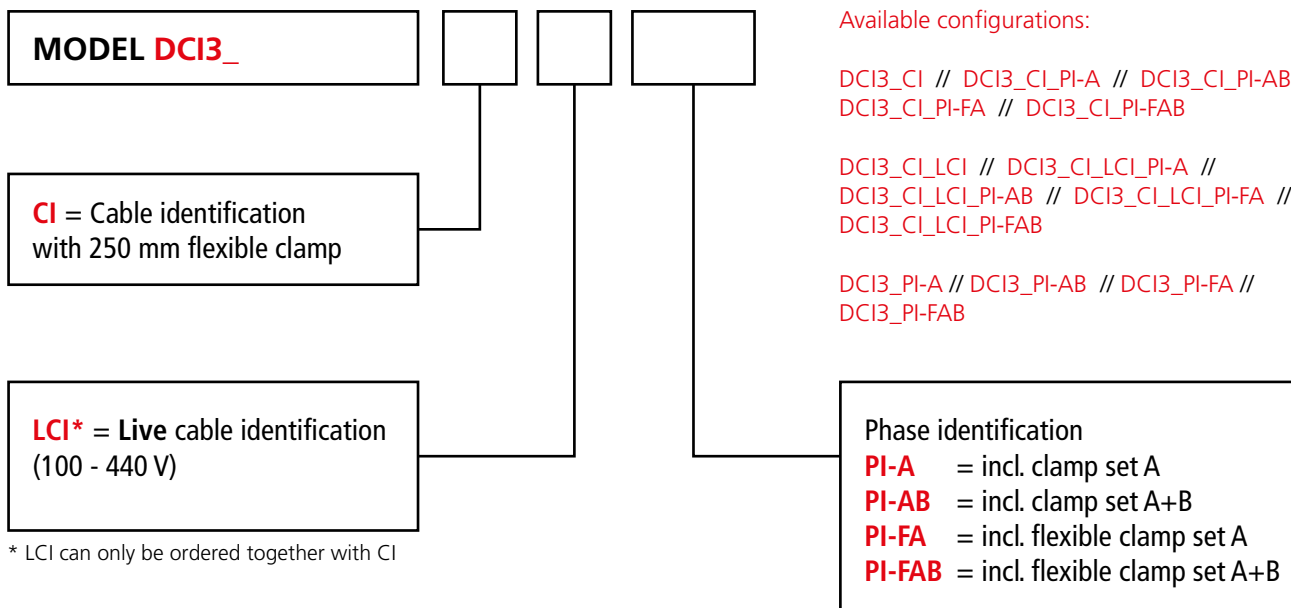 MODEL DCI3_
CI = Cable identification
with 250 mm flexible clamp
LCI* = Live cable identification
(100 - 440 V)
* LCI can only be ordered together with CI
Available configurations:
DCI3_CI // DCI3_CI_PI-A // DCI3_CI_PI-AB
DCI3_CI_PI-FA // DCI3_CI_PI-FAB
DCI3_CI_LCI // DCI3_CI_LCI_PI-A //
DCI3_CI_LCI_PI-AB // DCI3_CI_LCI_PI-FA //
DCI3_CI_LCI_PI-FAB
DCI3_PI-A // DCI3_PI-AB // DCI3_PI-FA //
DCI3_PI-FAB
Phase identification
PI-A = incl. clamp set A
PI-AB = incl. clamp set A+B
PI-FA = incl. flexible clamp set A
PI-FAB = incl. flexible clamp set A+B